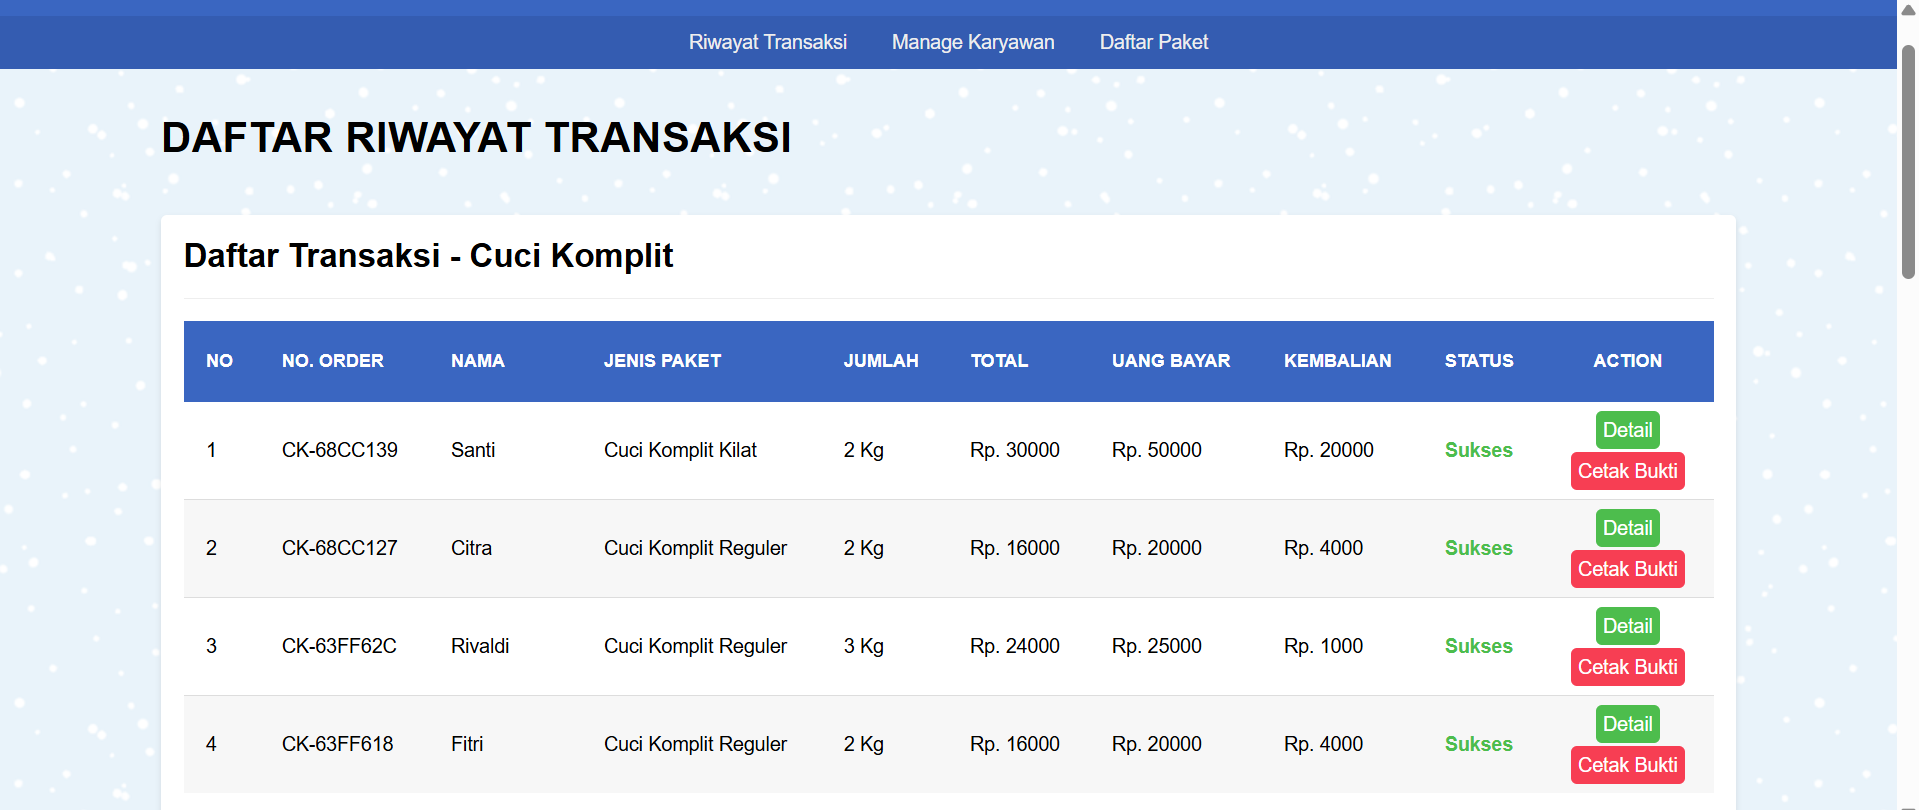 Riwayat Transaksi Manage Karyawan Daftar Paket
DAFTAR RIWAYAT TRANSAKSI
Daftar Transaksi - Cuci Komplit
NO NO. ORDER NAMA JENIS PAKET JUMLAH TOTAL UANG BAYAR KEMBALIAN STATUS ACTION
1 CK-68CC139 Santi Cuci Komplit Kilat 2 Kg Rp. 30000 Rp. 50000 Rp. 20000 Sukses Detail
Cetak Bukti
2 CK-68CC127 Citra Cuci Komplit Reguler 2 Kg Rp. 16000 Rp. 20000 Rp. 4000 Sukses Detail
Cetak Bukti
3 CK-63FF62C Rivaldi Cuci Komplit Reguler 3 Kg Rp. 24000 Rp. 25000 Rp. 1000 Sukses Detail
Cetak Bukti
4 CK-63FF618 Fitri Cuci Komplit Reguler 2 Kg Rp. 16000 Rp. 20000 Rp. 4000 Sukses Detail
Cetak Bukti